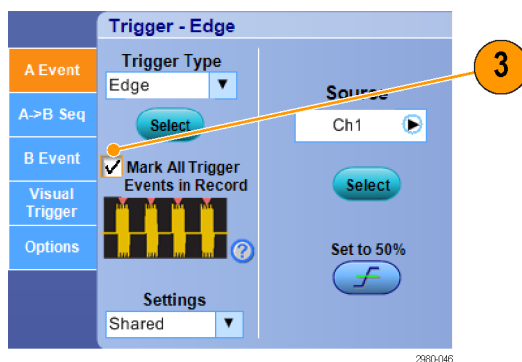 Trigger - Edge
A Event
A->B Seq
B Event
Visual
Trigger
Options
Trigger Type
Edge
Select
Mark All Trigger
Events in Record
?
Settings
Shared
Source
Ch1
Select
Set to 50%
3
2980-046